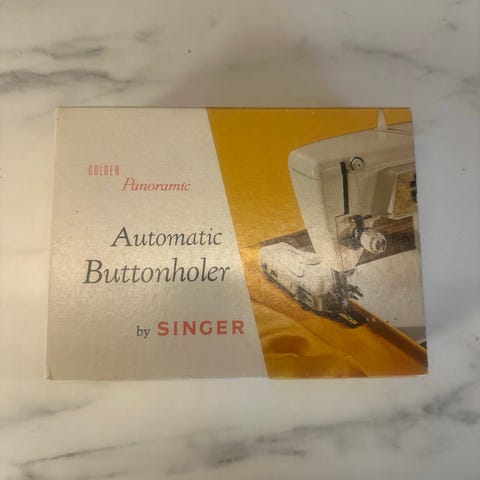 GOLDEN
Panoramic
Automatic
Buttonholer
by SINGER